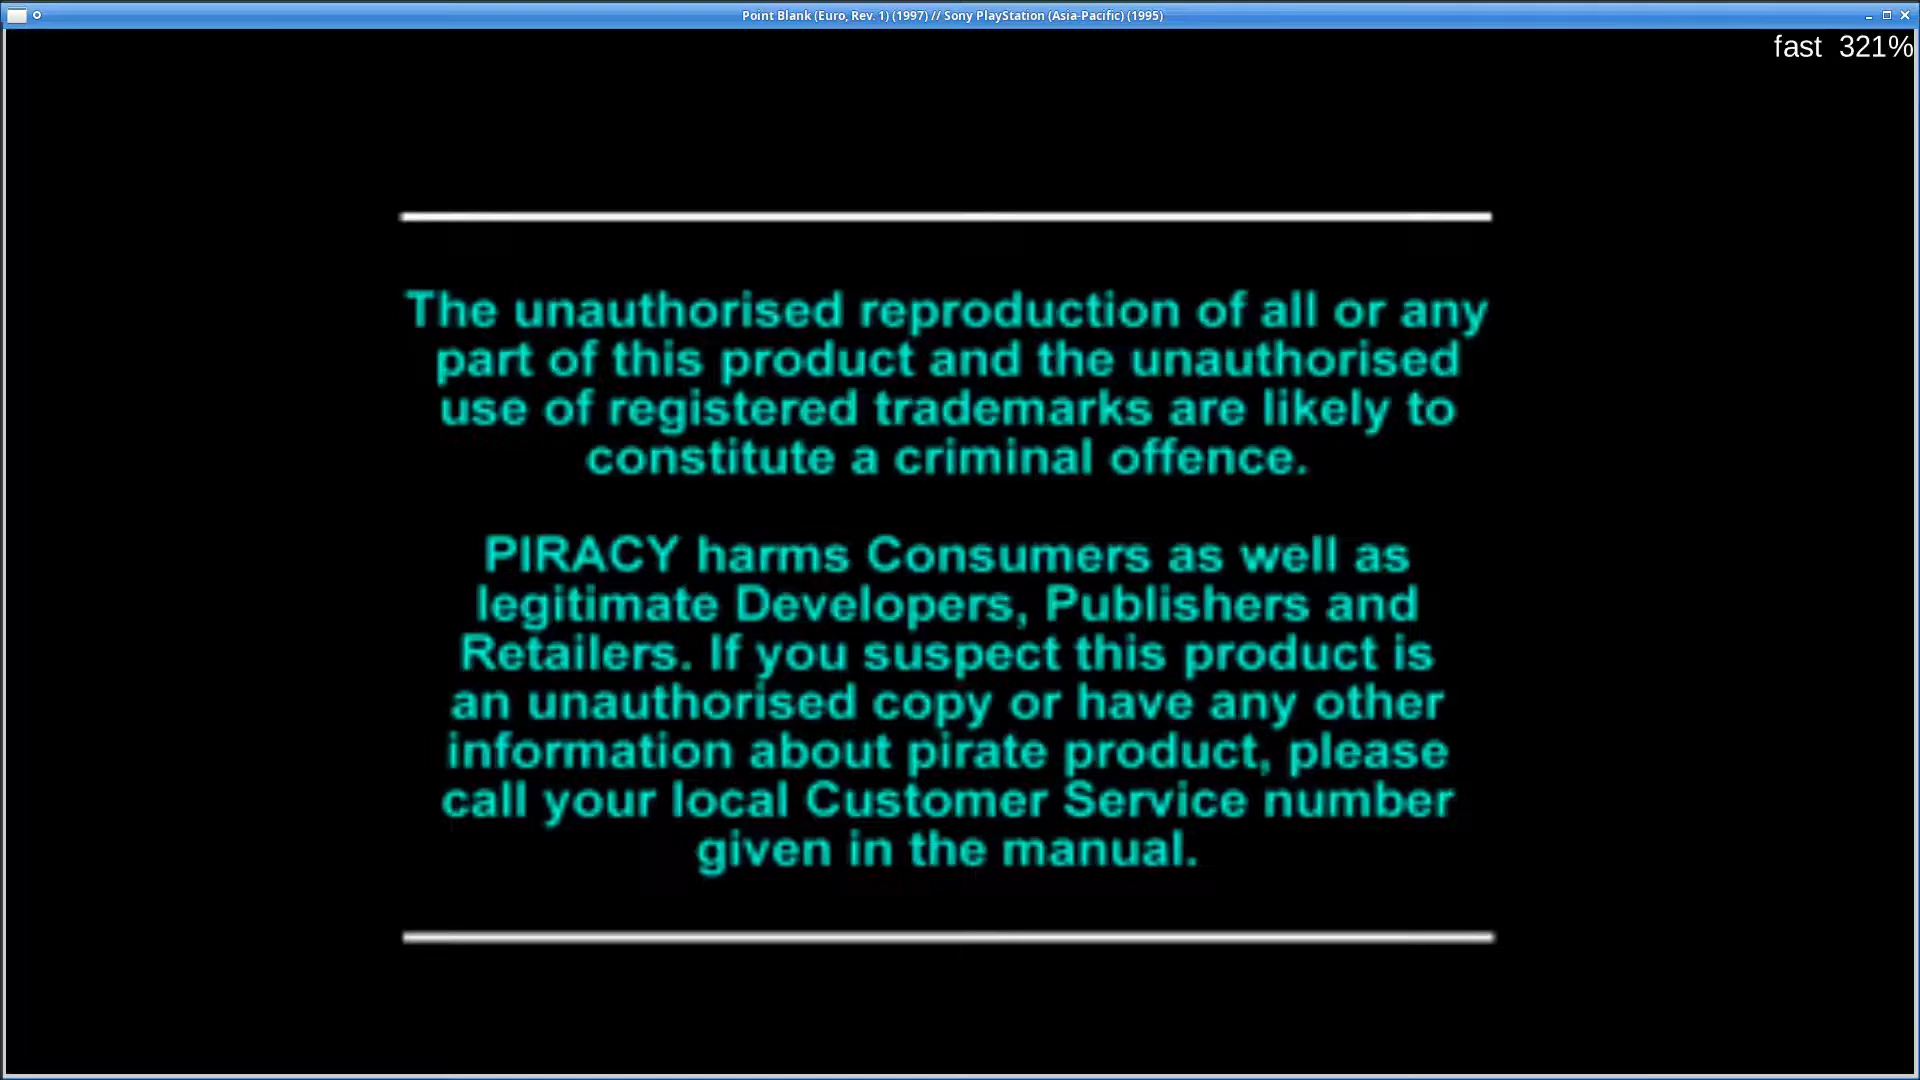 Point Blank (Euro, Rev. 1) (1997) // Sony PlayStation (Asia-Pacific) (1995)
fast 321%
The unauthorised reproduction of all or any
part of this product and the unauthorised
use of registered trademarks are likely to
constitute a criminal offence.
PIRACY harms Consumers as well as
legitimate Developers, Publishers and
Retailers. If you suspect this product is
an unauthorised copy or have any other
information about pirate product, please
call your local Customer Service number
given in the manual.